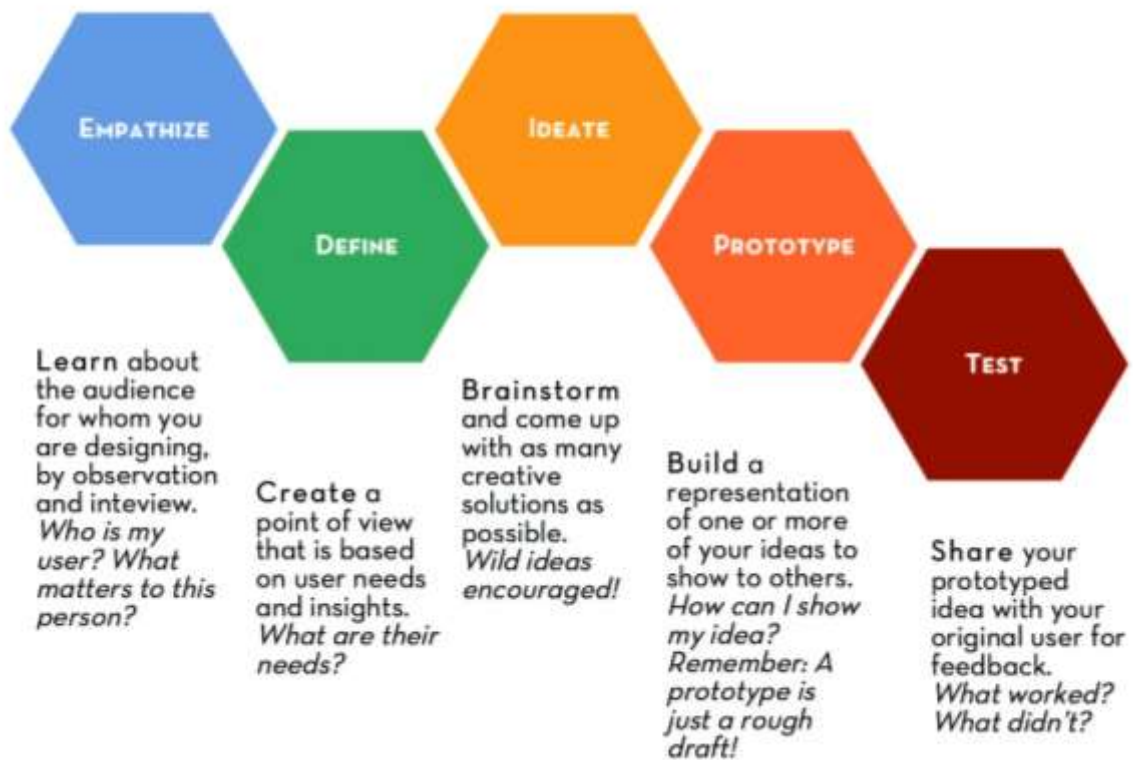 EMPATHIZE
DEFINE
IDEATE
PROTOTYPE
TEST
Learn about
the audience
for whom you
are designing,
by observation
and inteview.
Who is my
user? What
matters to this
person?
Create a
point of view
that is based
on user needs
and insights.
What are their
needs?
Brainstorm
and come up
with as many
creative
solutions as
possible.
Wild ideas
encouraged!
Build a
representation
of one or more
of your ideas to
show to others.
How can I show
my idea?
Remember: A
prototype is
just a rough
draft!
Share your
prototyped
idea with your
original user for
feedback.
What worked?
What didn't?